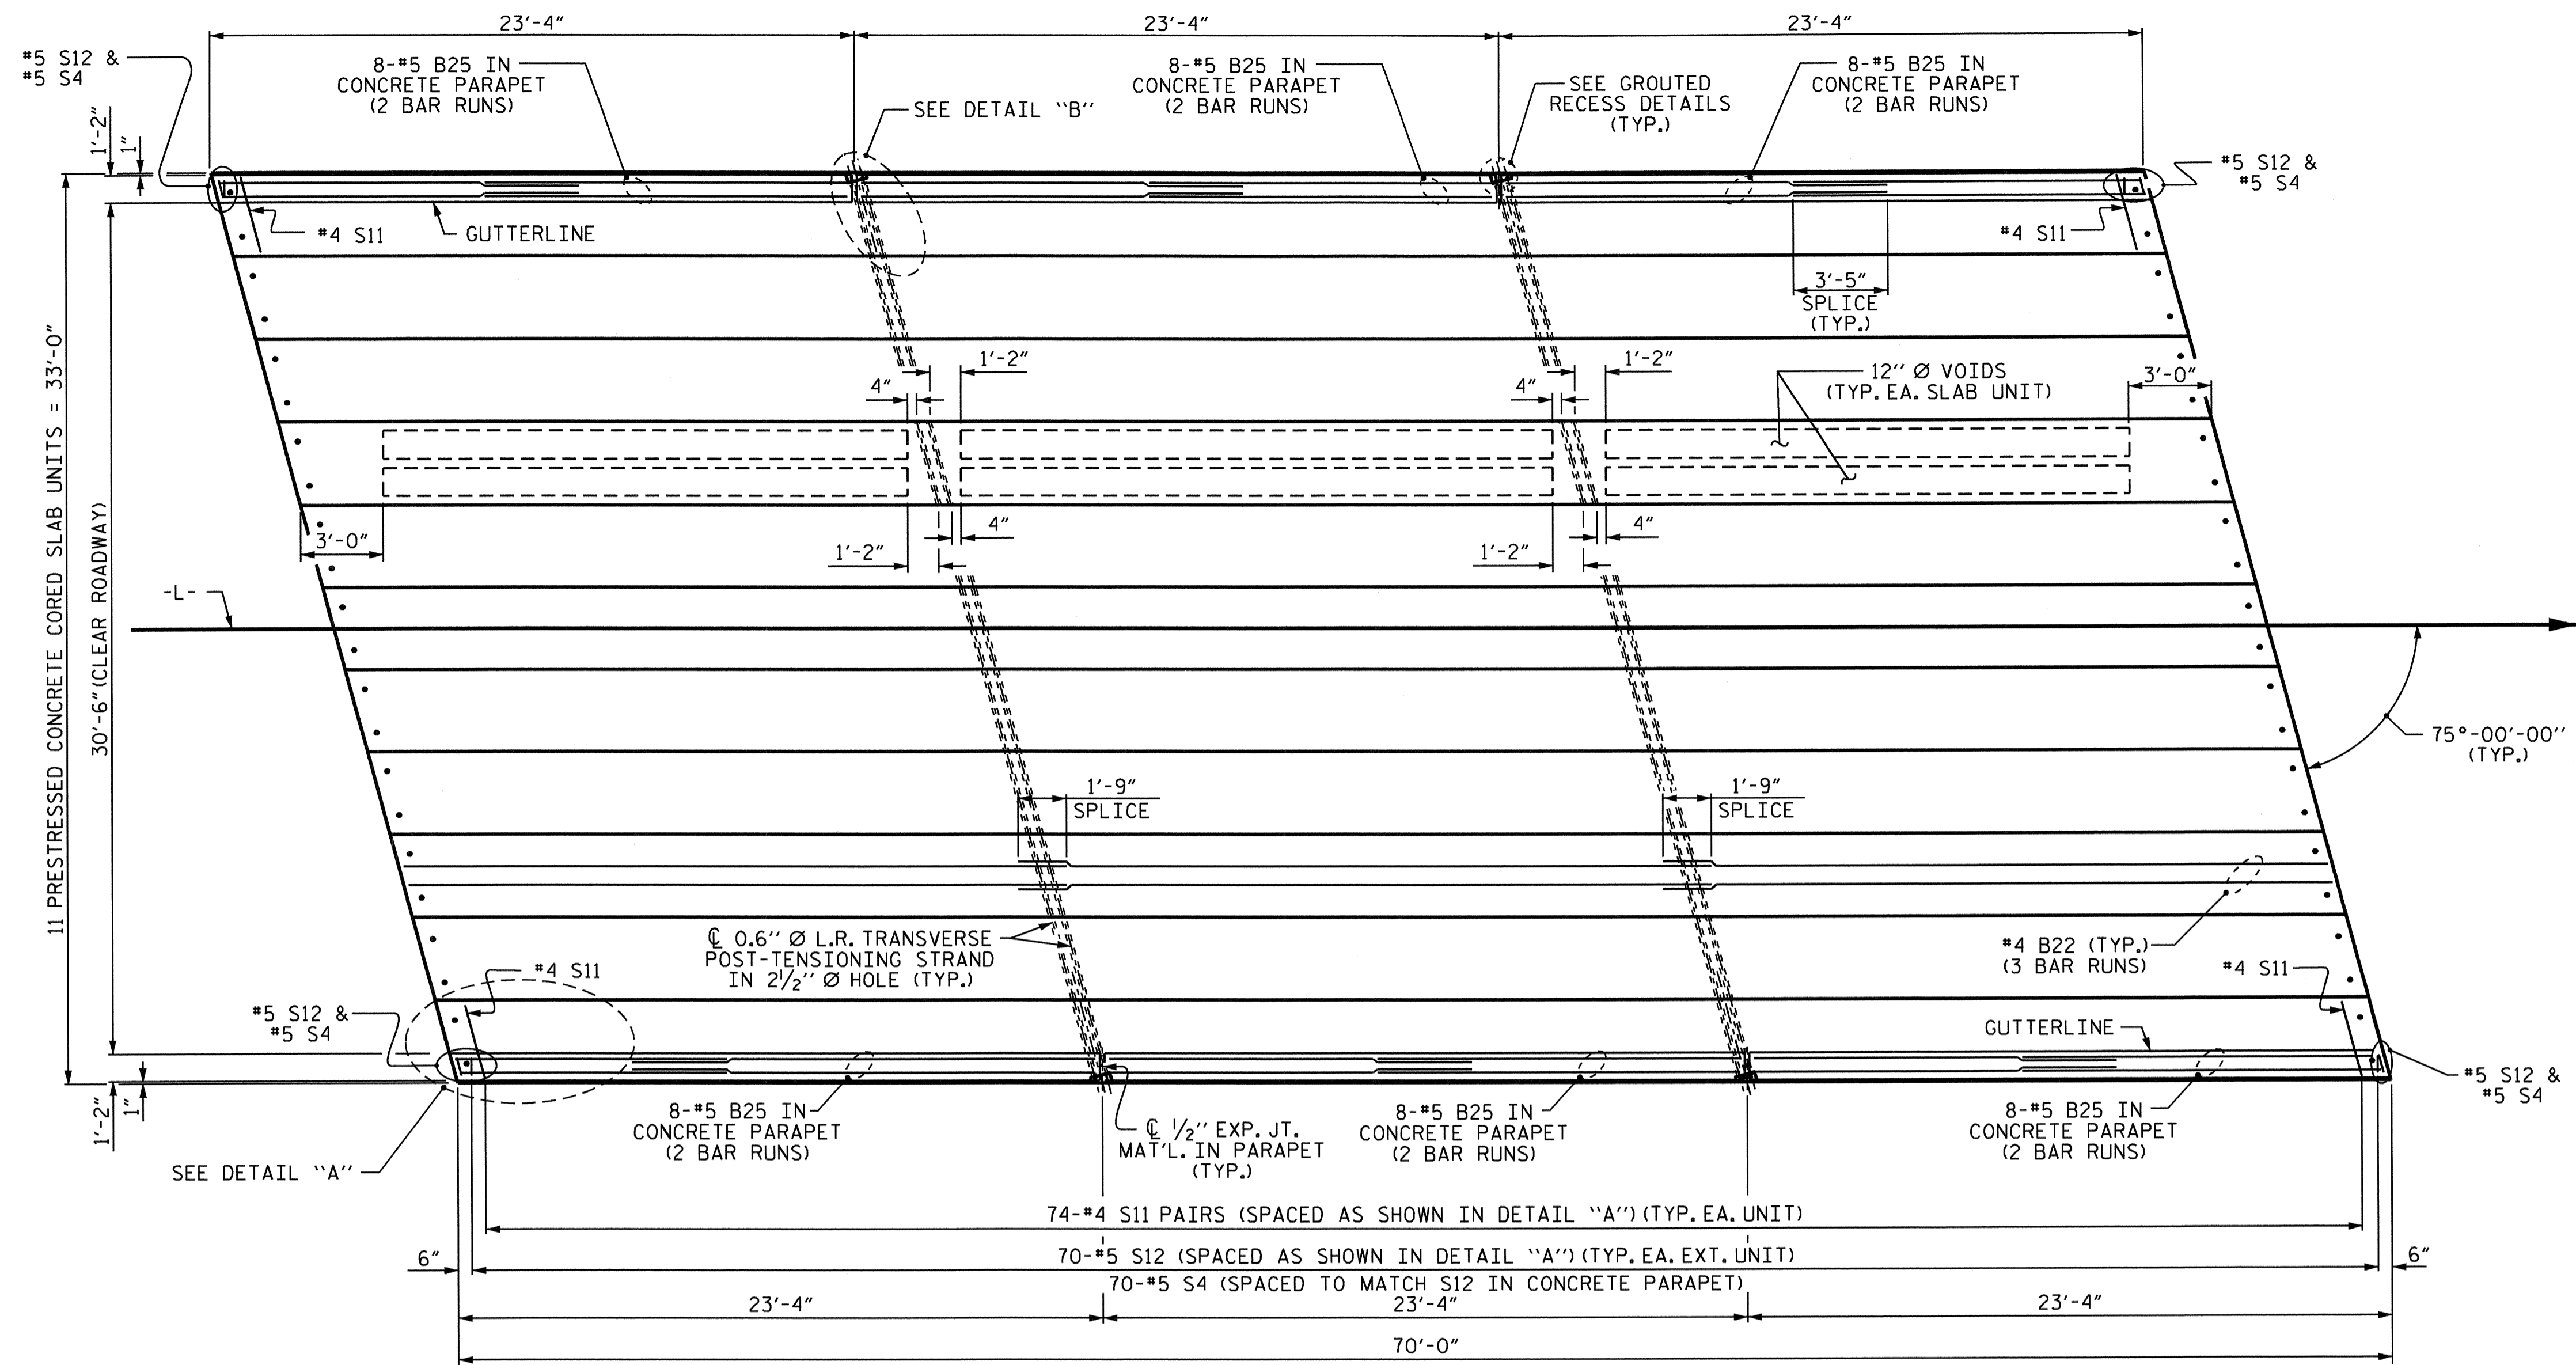 23'-4"
23'-4"
23'-4"
#5 S12 &
#5 S4
8-#5 B25 IN
CONCRETE PARAPET
(2 BAR RUNS)
SEE DETAIL "B"
8-#5 B25 IN
CONCRETE PARAPET
(2 BAR RUNS)
SEE GROUTED
RECESS DETAILS
(TYP.)
8-#5 B25 IN
CONCRETE PARAPET
(2 BAR RUNS)
#5 S12 &
#5 S4
1'-2"
1"
#4 S11
GUTTERLINE
#4 S11
3'-5"
SPLICE
(TYP.)
11 PRESTRESSED CONCRETE CORED SLAB UNITS = 33'-0"
30'-6" (CLEAR ROADWAY)
1'-2"
4"
1'-2"
4"
12" Ø VOIDS
(TYP. EA. SLAB UNIT)
3'-0"
3'-0"
4"
1'-2"
4"
1'-2"
-L-
75°-00'-00"
(TYP.)
1'-9"
SPLICE
1'-9"
SPLICE
℄ 0.6" Ø L.R. TRANSVERSE
POST-TENSIONING STRAND
IN 2½" Ø HOLE (TYP.)
#4 B22 (TYP.)
(3 BAR RUNS)
#4 S11
#4 S11
#5 S12 &
#5 S4
GUTTERLINE
1'-2"
1"
8-#5 B25 IN
CONCRETE PARAPET
(2 BAR RUNS)
℄ ½" EXP. JT.
MAT'L. IN PARAPET
(TYP.)
8-#5 B25 IN
CONCRETE PARAPET
(2 BAR RUNS)
8-#5 B25 IN
CONCRETE PARAPET
(2 BAR RUNS)
#5 S12 &
#5 S4
SEE DETAIL "A"
74-#4 S11 PAIRS (SPACED AS SHOWN IN DETAIL "A") (TYP. EA. UNIT)
6"
70-#5 S12 (SPACED AS SHOWN IN DETAIL "A") (TYP. EA. EXT. UNIT)
6"
70-#5 S4 (SPACED TO MATCH S12 IN CONCRETE PARAPET)
23'-4"
23'-4"
23'-4"
70'-0"